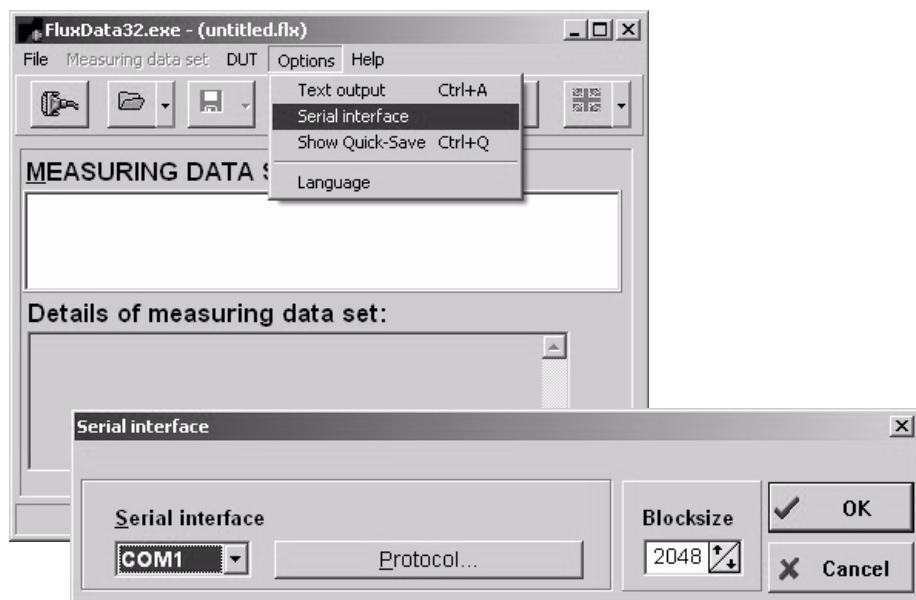 FluxData32.exe - (untitled.flx)
File Measuring data set DUT Options Help
Text output Ctrl+A
Serial interface
Show Quick-Save Ctrl+Q
Language
MEASURING DATA
Details of measuring data set:
Serial interface
Serial interface
COM1
Protocol...
Blocksize
2048
OK
Cancel